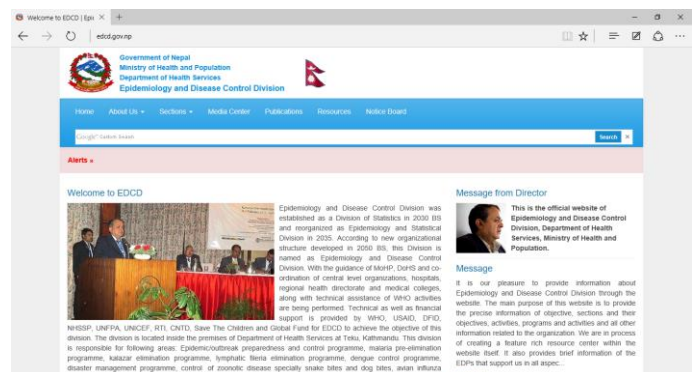 Welcome to EDCD | Epi
edcd.gov.np
Government of Nepal
Ministry of Health and Population
Department of Health Services
Epidemiology and Disease Control Division
Home About Us Sections Media Center Publications Resources Notice Board
Google Custom Search
Search
Alerts »
Welcome to EDCD
Epidemiology and Disease Control Division was
established as a Division of Statistics in 2030 BS
and reorganized as Epidemiology and Statistical
Division in 2035. According to new organizational
structure developed in 2050 BS, this Division is
named as Epidemiology and Disease Control
Division. With the guidance of MoHP, DoHS and co-
ordination of central level organizations, hospitals,
regional health directorate and medical colleges,
along with technical assistance of WHO activities
are being performed. Technical as well as financial
support is provided by WHO, USAID, DFID,
NHSSP, UNFPA, UNICEF, RTI, CNTD, Save The Children and Global Fund for EDCD to achieve the objective of this
division. The division is located inside the premises of Department of Health Services at Teku, Kathmandu. This division
is responsible for following areas: Epidemic/outbreak preparedness and control programme, malaria pre-elimination
programme, kalazar elimination programme, lymphatic fileria elimination programme, dengue control programme,
disaster management programme, control of zoonotic disease specially snake bites and dog bites, avian influnza
Message from Director
This is the official website of
Epidemiology and Disease Control
Division, Department of Health
Services, Ministry of Health and
Population.
Message
It is our pleasure to provide information about
Epidemiology and Disease Control Division through the
website. The main purpose of this website is to provide
the precise information of objective, sections and their
objectives, activities, programs and activities and all other
information related to the organization. We are in process
of creating a feature rich resource center within the
website itself. It also provides brief information of the
EDPs that support us in all aspec...